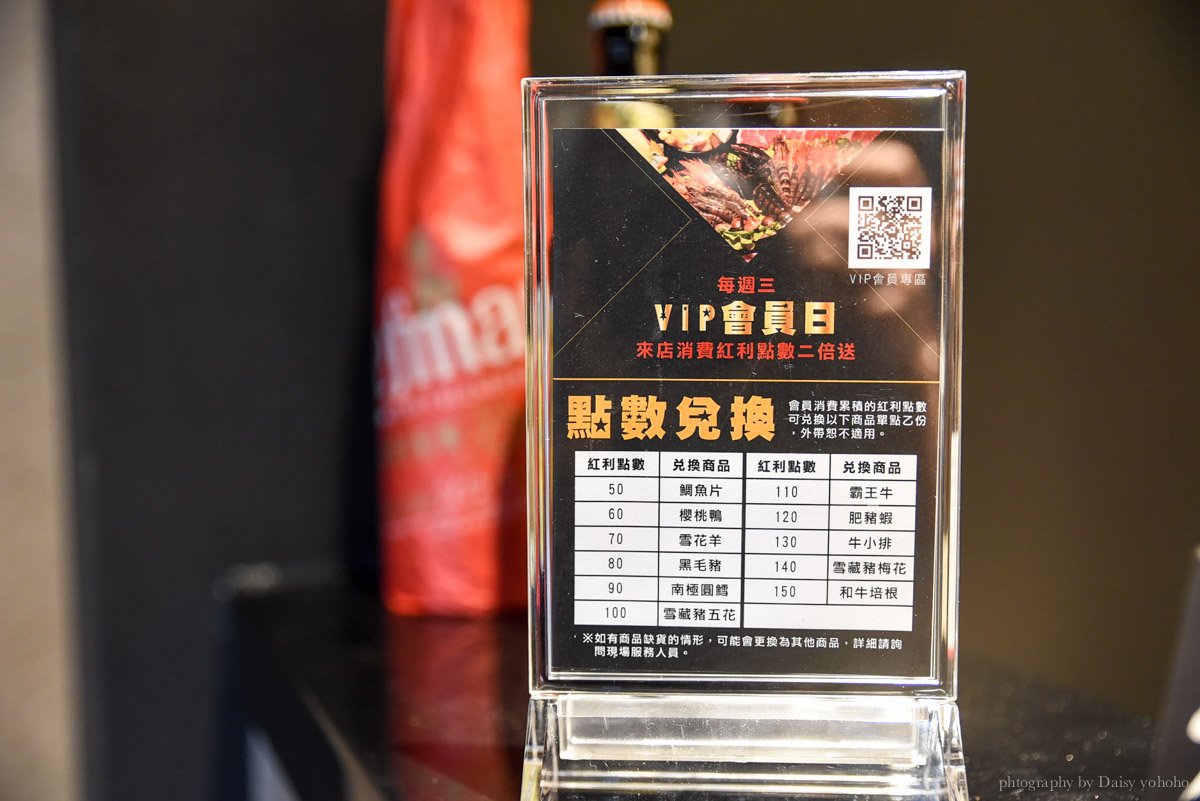 VIP會員專區
每週三
VIP會員日
來店消費紅利點數二倍送
點數兌換
會員消費累積的紅利點數
可兌換以下商品單點乙份
，外帶恕不適用。
紅利點數 兌換商品 紅利點數 兌換商品
50 鯛魚片 110 霸王牛
60 櫻桃鴨 120 肥豬蝦
70 雪花羊 130 牛小排
80 黑毛豬 140 雪藏豬梅花
90 南極圓鱈 150 和牛培根
100 雪藏豬五花
※如有商品缺貨的情形，可能會更換為其他商品，詳細請詢
問現場服務人員。
phtography by Daisy yohoho